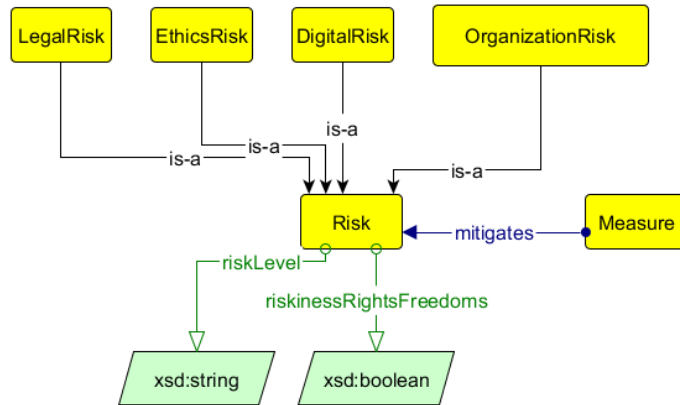 LegalRisk
EthicsRisk
DigitalRisk
OrganizationRisk
is-a
is-a
is-a
is-a
Risk
mitigates
Measure
riskLevel
riskinessRightsFreedoms
xsd:string
xsd:boolean